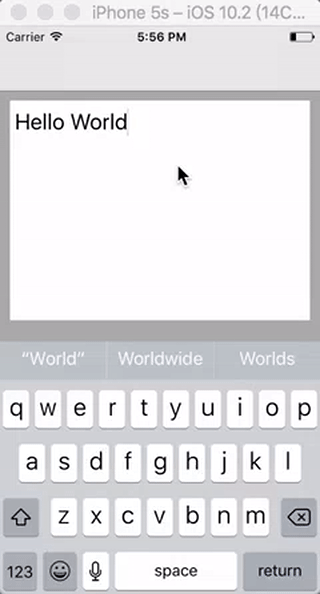 iPhone 5s – iOS 10.2 (14C...
Carrier 5:56 PM
Hello World
“World” Worldwide Worlds
q w e r t y u i o p
a s d f g h j k l
z x c v b n m
123 space return